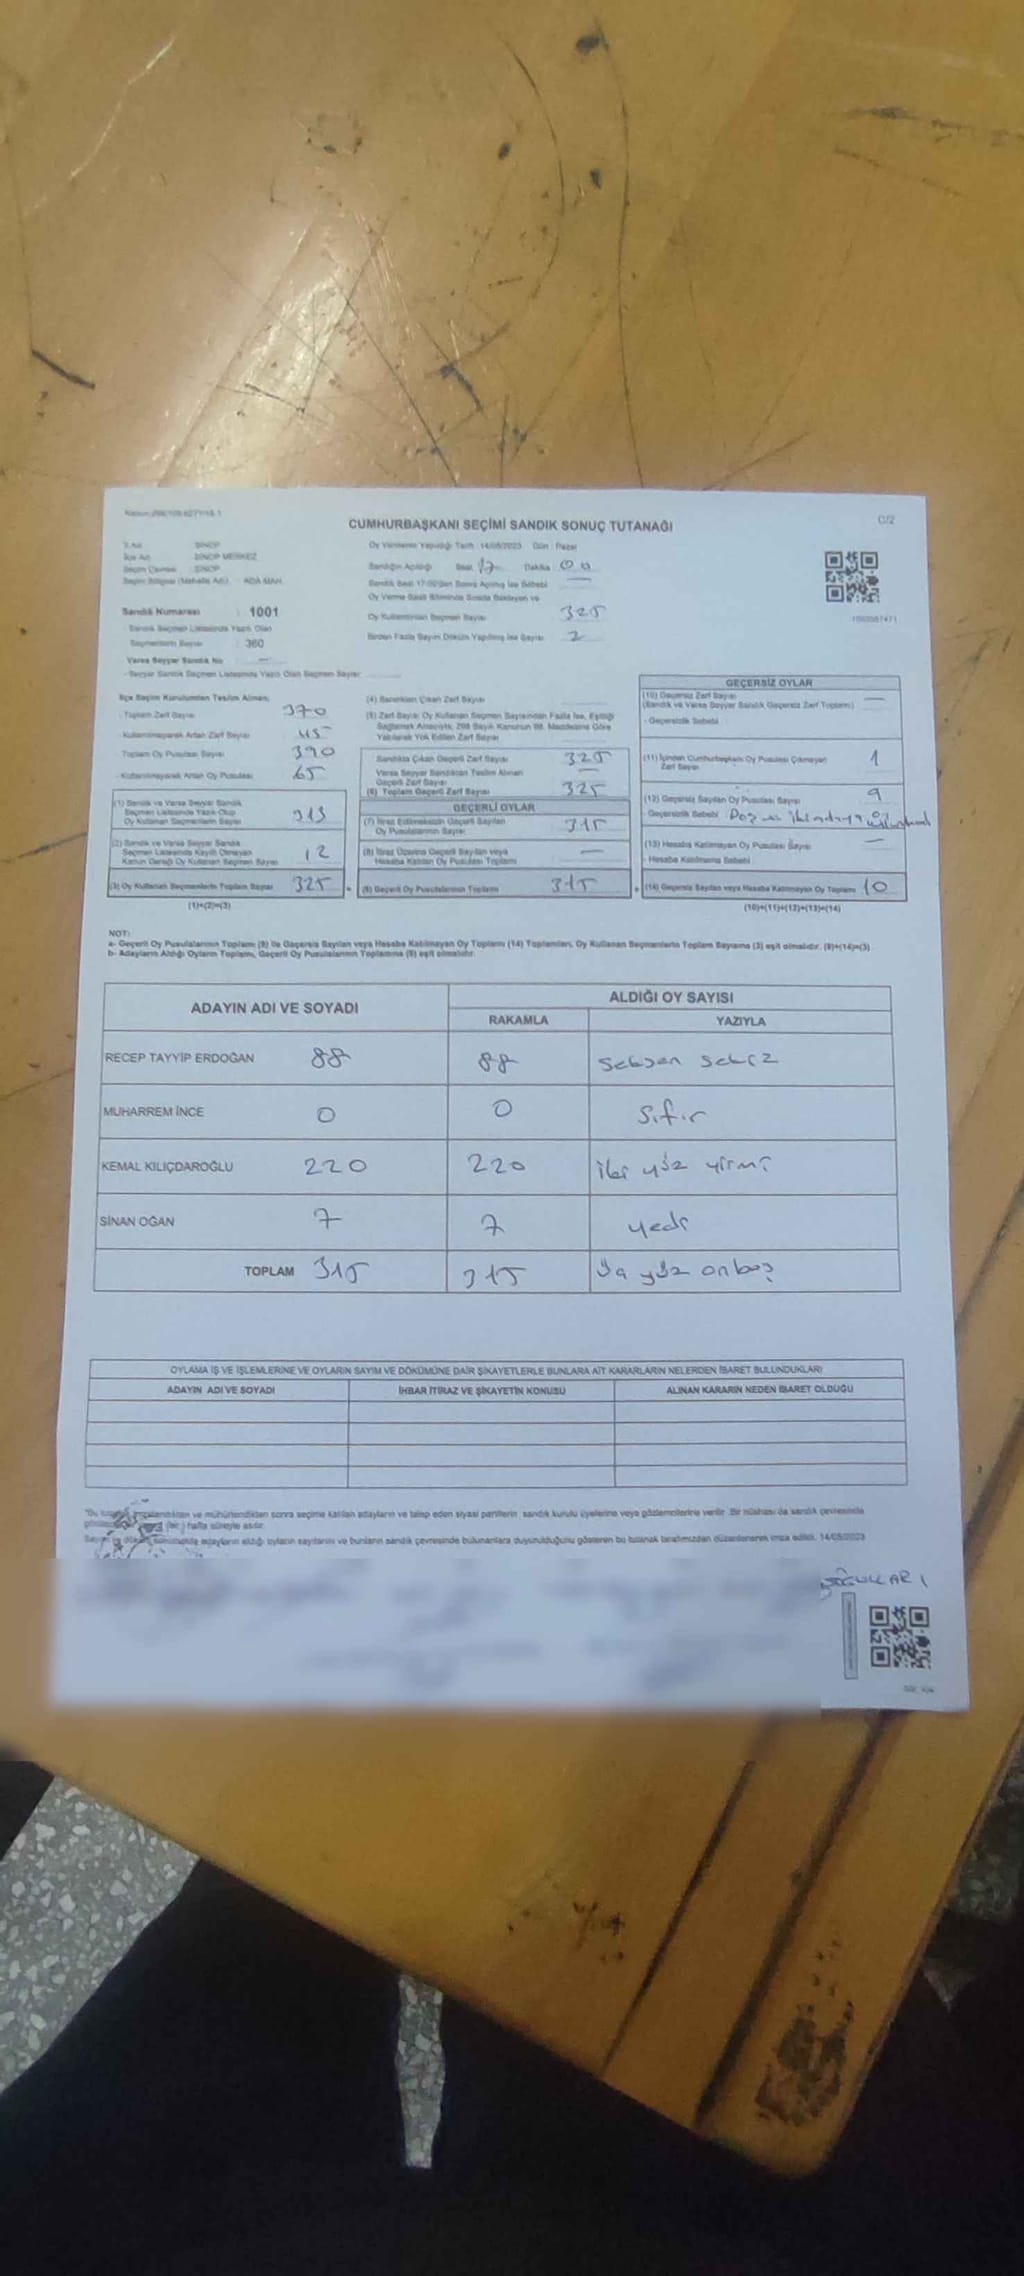 CUMHURBAŞKANI SEÇİMİ SANDIK SONUÇ TUTANAĞI
C/2
İl Adı : SİNOP
İlçe Adı : SİNOP MERKEZ
Seçim Çevresi : SİNOP
Seçim Bölgesi (Mahalle Adı) : ADA MAH.
Oy Vermenin Yapıldığı Tarih : 14/05/2023 Gün : Pazar
Sandığın Açıldığı Saat 17 Dakika 00
Sandık Saat 17:00'dan Sonra Açılmış İse Sebebi —
Oy Verme Saati Bitiminde Sırada Bekleyen ve
Oy Kullandırılan Seçmen Sayısı 325
Birden Fazla Sayım Döküm Yapılmış İse Sayısı 2
Sandık Numarası : 1001
Sandık Seçmen Listesinde Yazılı Olan
Seçmenlerin Sayısı : 360
Varsa Seyyar Sandık No —
- Seyyar Sandık Seçmen Listesinde Yazılı Olan Seçmen Sayısı
İlçe Seçim Kurulundan Teslim Alınan;
- Toplam Zarf Sayısı 370
- Kullanılmayarak Artan Zarf Sayısı 45
Toplam Oy Pusulası Sayısı 390
- Kullanılmayarak Artan Oy Pusulası 65
(1) Sandık ve Varsa Seyyar Sandık
Seçmen Listesinde Yazılı Olup
Oy Kullanan Seçmenlerin Sayısı 313
(2) Sandık ve Varsa Seyyar Sandık
Seçmen Listesinde Kayıtlı Olmayan
Kanun Gereği Oy Kullanan Seçmen Sayısı 12
(3) Oy Kullanan Seçmenlerin Toplam Sayısı 325
(1)+(2)=(3)
(4) Sandıktan Çıkan Zarf Sayısı
(5) Zarf Sayısı Oy Kullanan Seçmen Sayısından Fazla İse, Eşitliği
Sağlamak Amacıyla, 298 Sayılı Kanunun 98. Maddesine Göre
Yakılarak Yok Edilen Zarf Sayısı
Sandıkta Çıkan Geçerli Zarf Sayısı 325
Varsa Seyyar Sandıktan Teslim Alınan
Geçerli Zarf Sayısı —
(6) Toplam Geçerli Zarf Sayısı 325
GEÇERLİ OYLAR
(7) İtiraz Edilmeksizin Geçerli Sayılan
Oy Pusulalarının Sayısı 315
(8) İtiraz Üzerine Geçerli Sayılan veya
Hesaba Katılan Oy Pusulası Toplamı —
(9) Geçerli Oy Pusulalarının Toplamı 315
GEÇERSİZ OYLAR
(10) Geçersiz Zarf Sayısı —
(Sandık ve Varsa Seyyar Sandık Geçersiz Zarf Toplamı)
- Geçersizlik Sebebi
(11) İçinden Cumhurbaşkanı Oy Pusulası Çıkmayan
Zarf Sayısı 1
(12) Geçersiz Sayılan Oy Pusulası Sayısı 9
- Geçersizlik Sebebi
(13) Hesaba Katılmayan Oy Pusulası Sayısı —
- Hesaba Katılmama Sebebi
(14) Geçersiz Sayılan veya Hesaba Katılmayan Oy Toplamı 10
(10)+(11)+(12)+(13)=(14)
NOT:
a- Geçerli Oy Pusulalarının Toplamı (9) ile Geçersiz Sayılan veya Hesaba Katılmayan Oy Toplamı (14) Toplamları, Oy Kullanan Seçmenlerin Toplam Sayısına (3) eşit olmalıdır. (9)+(14)=(3)
b- Adayların Aldığı Oyların Toplamı, Geçerli Oy Pusulalarının Toplamına (9) eşit olmalıdır.
ADAYIN ADI VE SOYADI
ALDIĞI OY SAYISI
RAKAMLA YAZIYLA
RECEP TAYYİP ERDOĞAN 88 88 Seksen sekiz
MUHARREM İNCE 0 0 Sıfır
KEMAL KILIÇDAROĞLU 220 220 iki yüz yirmi
SİNAN OĞAN 7 7 yedi
TOPLAM 315 315 Üç yüz onbeş
OYLAMA İŞ VE İŞLEMLERİNE VE OYLARIN SAYIM VE DÖKÜMÜNE DAİR ŞİKAYETLERLE BUNLARA AİT KARARLARIN NELERDEN İBARET BULUNDUKLARI
ADAYIN ADI VE SOYADI İHBAR İTİRAZ VE ŞİKAYETİN KONUSU ALINAN KARARIN NEDEN İBARET OLDUĞU
ve mühürlendikten sonra seçime katılan adayların ve talep eden siyasi partilerin sandık kurulu üyelerine veya gözlemcilerine verilir. Bir nüshası da sandık çevresinde
(bir) hafta süreyle asılır.
adayların aldığı oyların sayılarını ve bunların sandık çevresinde bulunanlara duyurulduğunu gösteren bu tutanak tarafımızdan düzenlenerek imza edildi. 14/05/2023